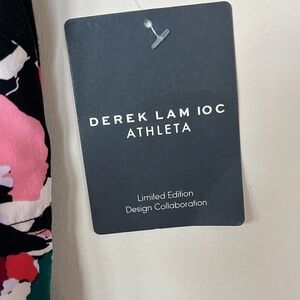 DEREK LAM 10C
ATHLETA
Limited Edition
Design Collaboration